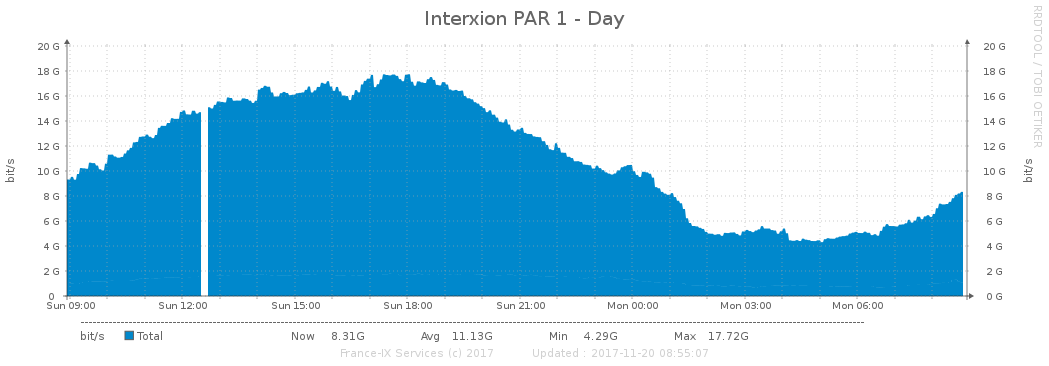 Interxion PAR 1 - Day
RRDTOOL / TOBI OETIKER
bit/s
20 G
18 G
16 G
14 G
12 G
10 G
8 G
6 G
4 G
2 G
0
20 G
18 G
16 G
14 G
12 G
10 G
8 G
6 G
4 G
2 G
0 G
bit/s
Sun 09:00 Sun 12:00 Sun 15:00 Sun 18:00 Sun 21:00 Mon 00:00 Mon 03:00 Mon 06:00
bit/s Total Now 8.31G Avg 11.13G Min 4.29G Max 17.72G
France-IX Services (c) 2017 Updated : 2017-11-20 08:55:07